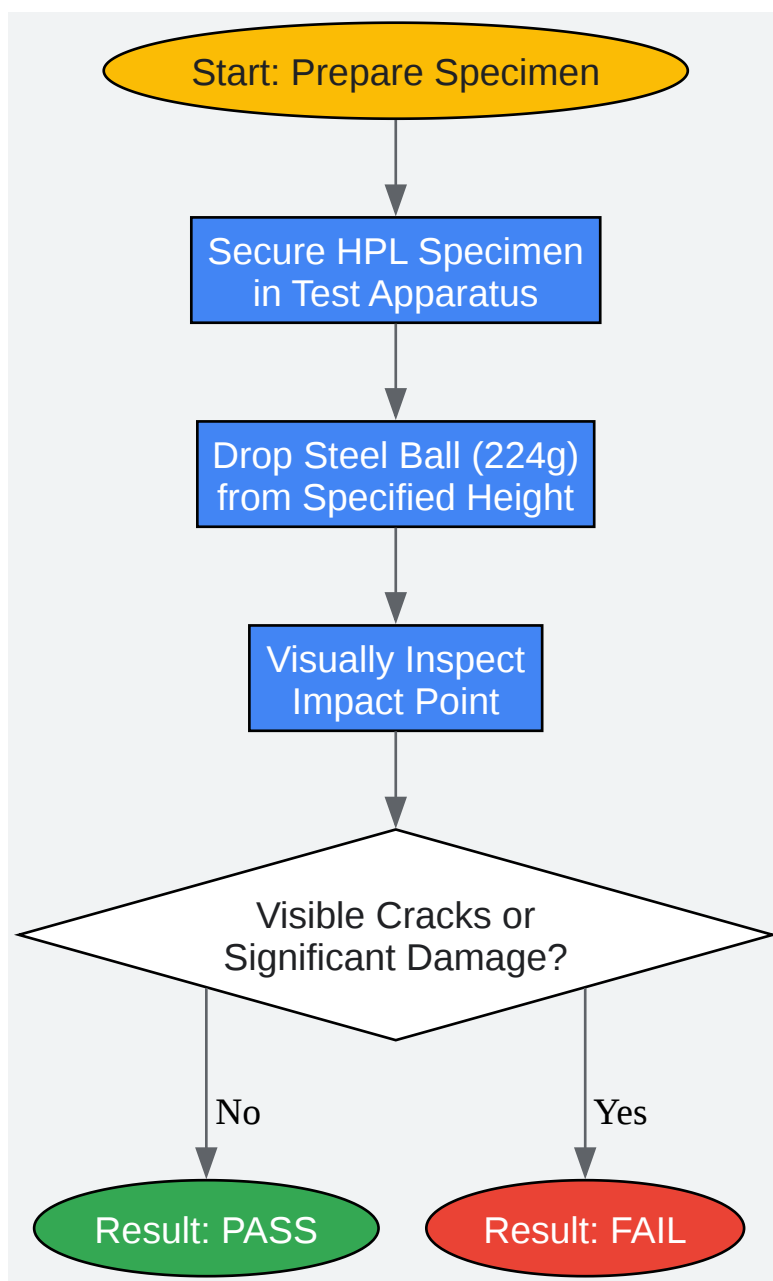 Start: Prepare Specimen
Secure HPL Specimen
in Test Apparatus
Drop Steel Ball (224g)
from Specified Height
Visually Inspect
Impact Point
Visible Cracks or
Significant Damage?
No
Yes
Result: PASS
Result: FAIL